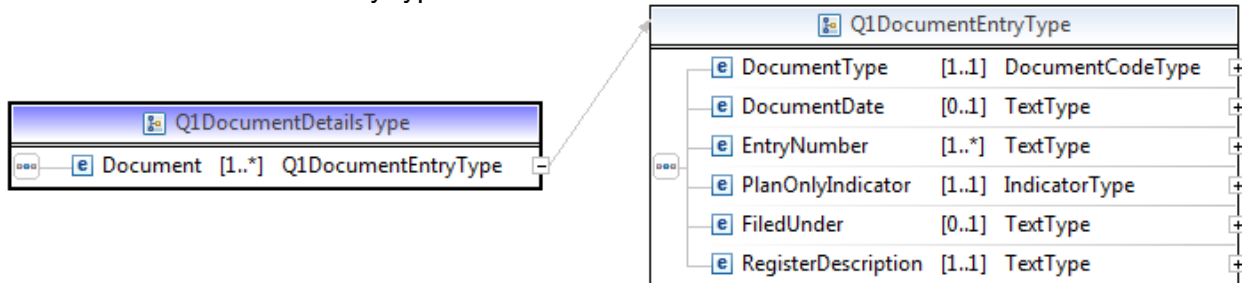 Q1DocumentDetailsType
e Document [1..*] Q1DocumentEntryType
Q1DocumentEntryType
e DocumentType [1..1] DocumentCodeType
e DocumentDate [0..1] TextType
e EntryNumber [1..*] TextType
e PlanOnlyIndicator [1..1] IndicatorType
e FiledUnder [0..1] TextType
e RegisterDescription [1..1] TextType